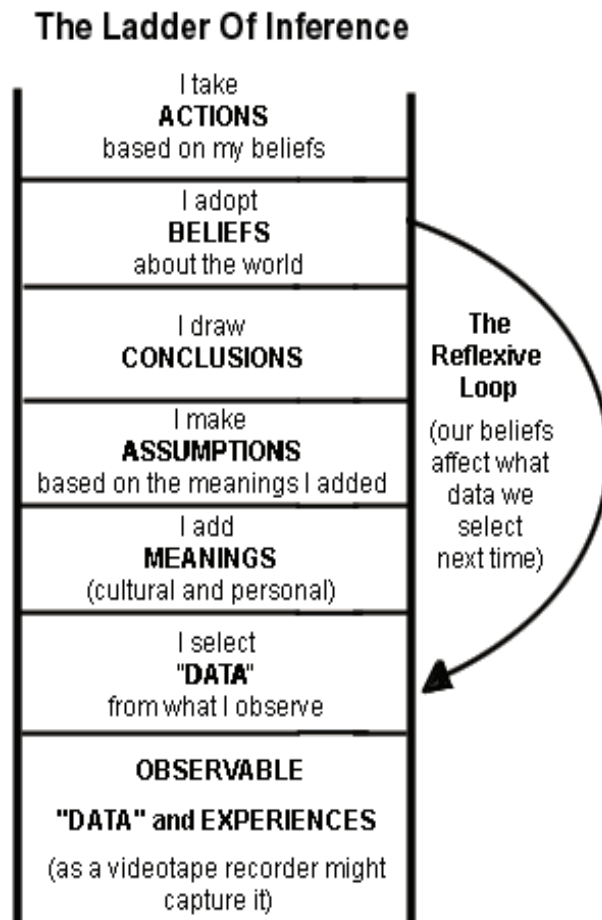 The Ladder Of Inference
I take
ACTIONS
based on my beliefs
I adopt
BELIEFS
about the world
I draw
CONCLUSIONS
I make
ASSUMPTIONS
based on the meanings I added
I add
MEANINGS
(cultural and personal)
I select
"DATA"
from what I observe
OBSERVABLE
"DATA" and EXPERIENCES
(as a videotape recorder might
capture it)
The
Reflexive
Loop
(our beliefs
affect what
data we
select
next time)